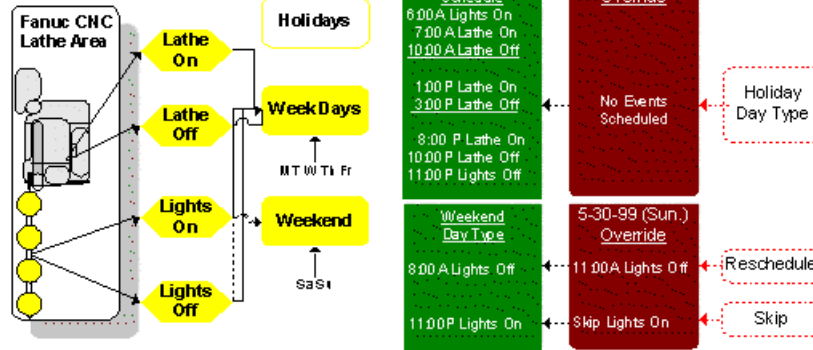 Fanuc CNC
Lathe Area
Lathe
On
Lathe
Off
Lights
On
Lights
Off
Holidays
Week Days
M T W Th Fr
Weekend
Sa Su
Schedule
6:00 A Lights On
7:00 A Lathe On
10:00 A Lathe Off
1:00 P Lathe On
3:00 P Lathe Off
8:00 P Lathe On
10:00 P Lathe Off
11:00 P Lights Off
Override
No Events
Scheduled
Holiday
Day Type
Weekend
Day Type
8:00 A Lights Off
11:00 P Lights On
5-30-99 (Sun.)
Override
11:00 A Lights Off
Skip Lights On
Reschedule
Skip